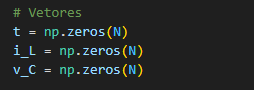 # Vetores
t = np.zeros(N)
i_L = np.zeros(N)
v_C = np.zeros(N)